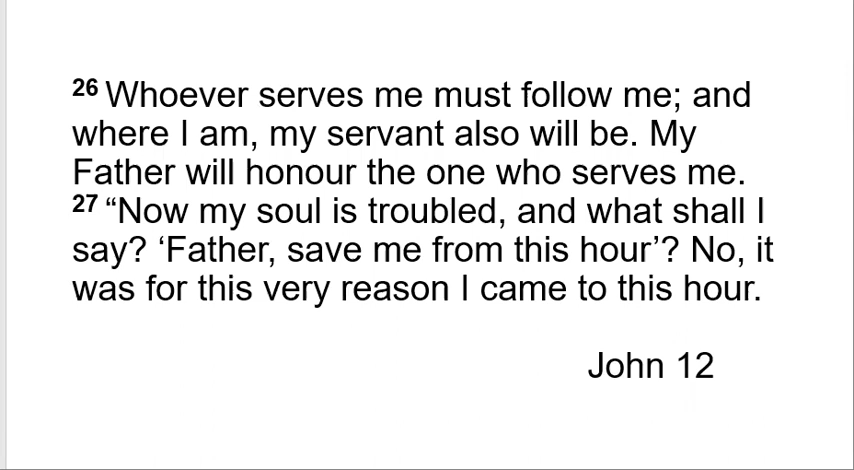 26 Whoever serves me must follow me; and
where I am, my servant also will be. My
Father will honour the one who serves me.
27 “Now my soul is troubled, and what shall I
say? ‘Father, save me from this hour’? No, it
was for this very reason I came to this hour.
John 12